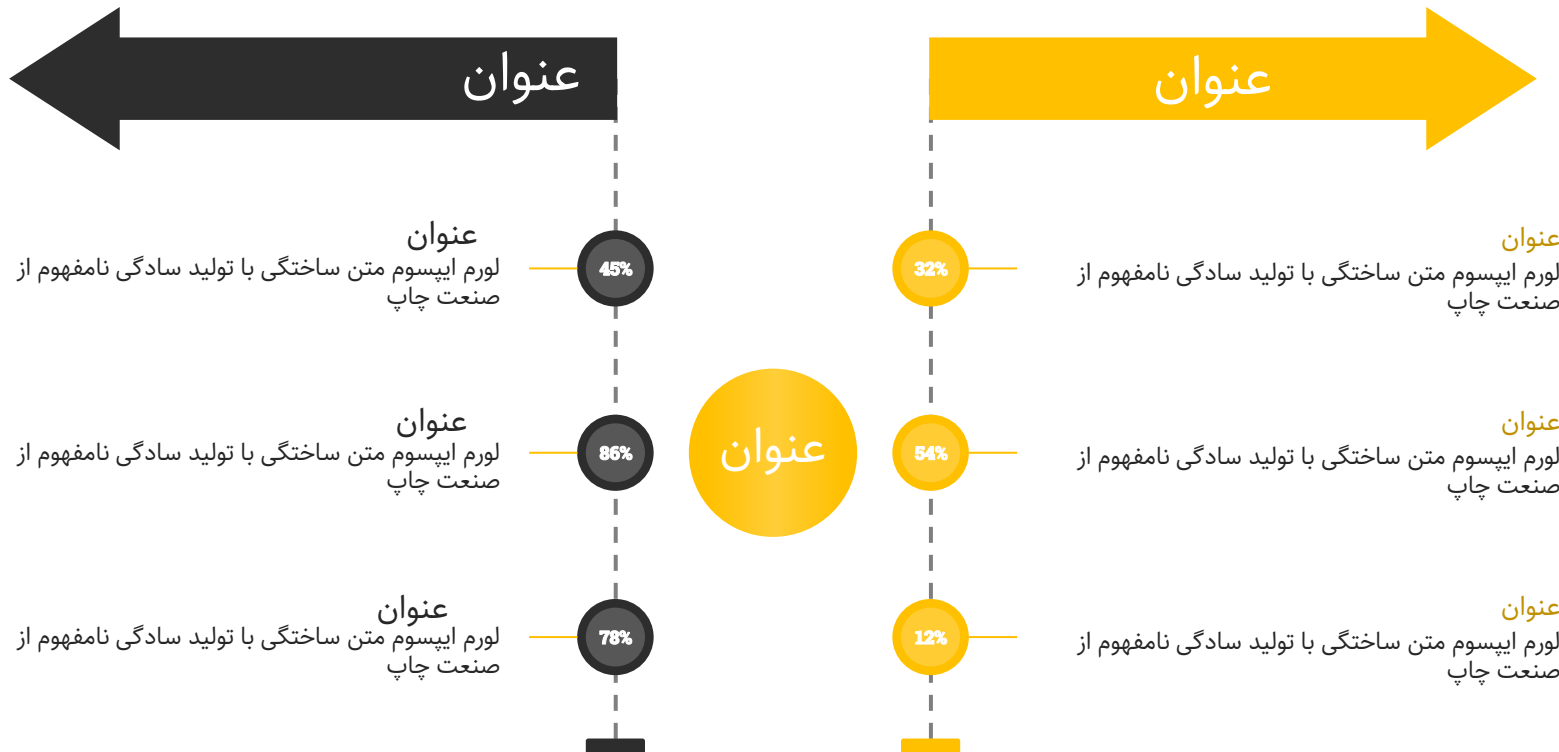 عنوان
عنوان
عنوان
لورم ایپسوم متن ساختگی با تولید سادگی نامفهوم از
صنعت چاپ
32%
عنوان
لورم ایپسوم متن ساختگی با تولید سادگی نامفهوم از
صنعت چاپ
54%
عنوان
لورم ایپسوم متن ساختگی با تولید سادگی نامفهوم از
صنعت چاپ
12%
عنوان
عنوان
لورم ایپسوم متن ساختگی با تولید سادگی نامفهوم از
صنعت چاپ
45%
عنوان
لورم ایپسوم متن ساختگی با تولید سادگی نامفهوم از
صنعت چاپ
86%
عنوان
لورم ایپسوم متن ساختگی با تولید سادگی نامفهوم از
صنعت چاپ
78%